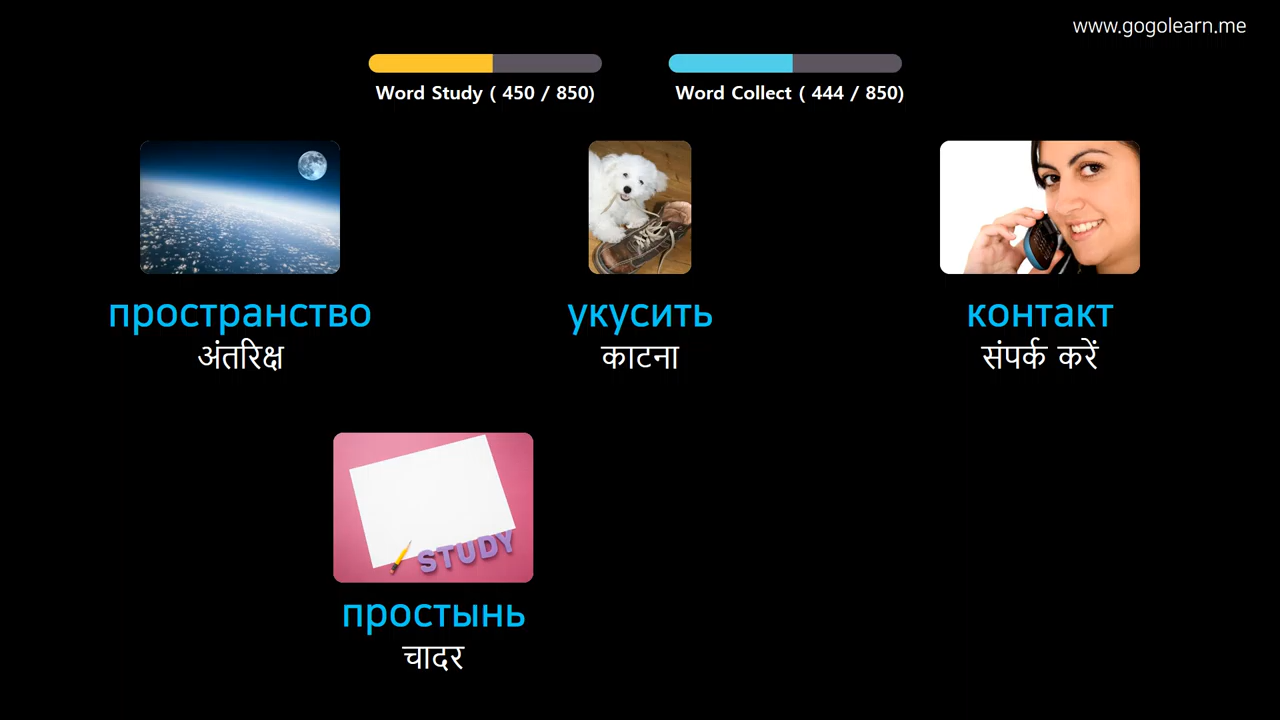 www.gogolearn.me
Word Study ( 450 / 850)
Word Collect ( 444 / 850)
пространство
अंतरिक्ष
укусить
काटना
контакт
संपर्क करें
STUDY
простынь
चादर